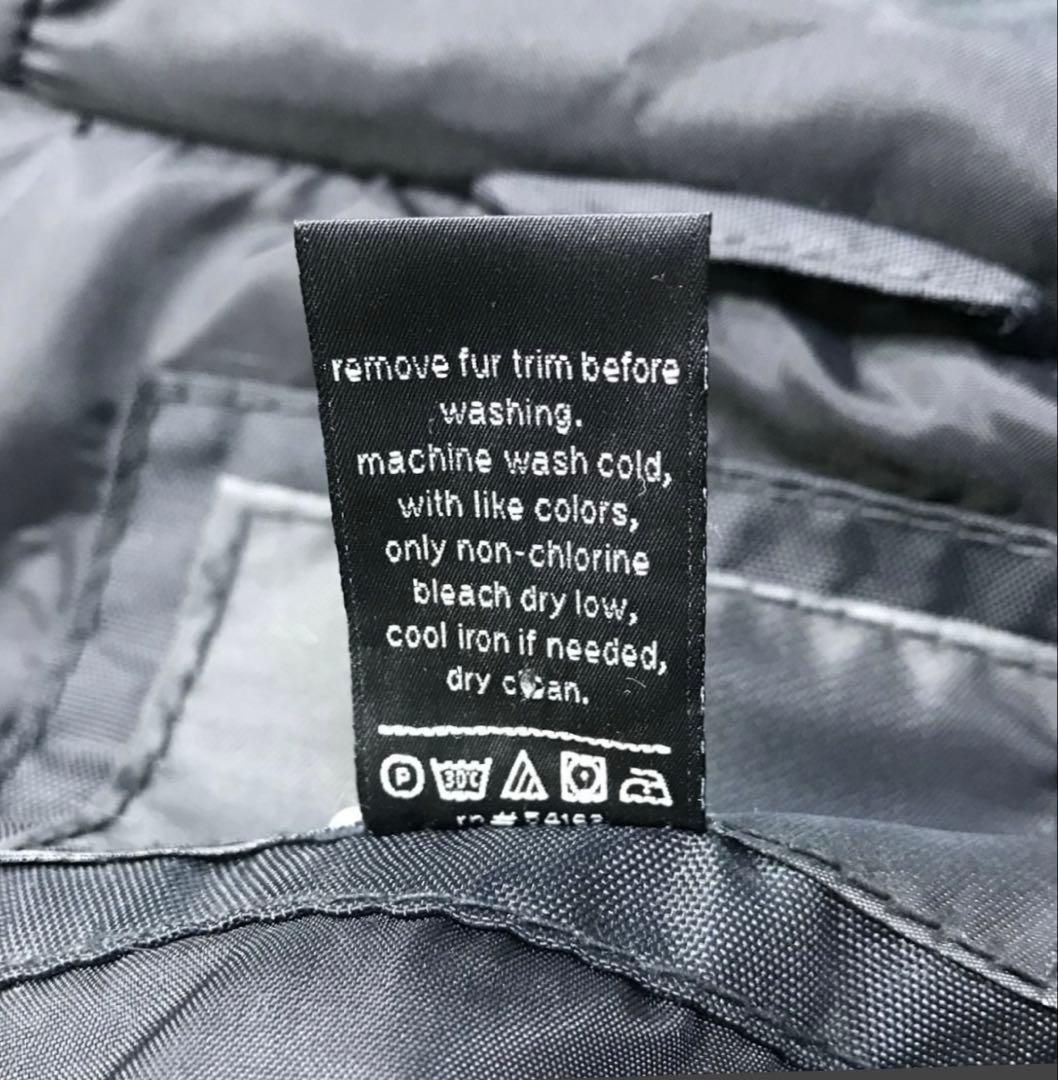 remove fur trim before
washing.
machine wash cold,
with like colors,
only non-chlorine
bleach dry low,
cool iron if needed,
dry clean.
P 30C